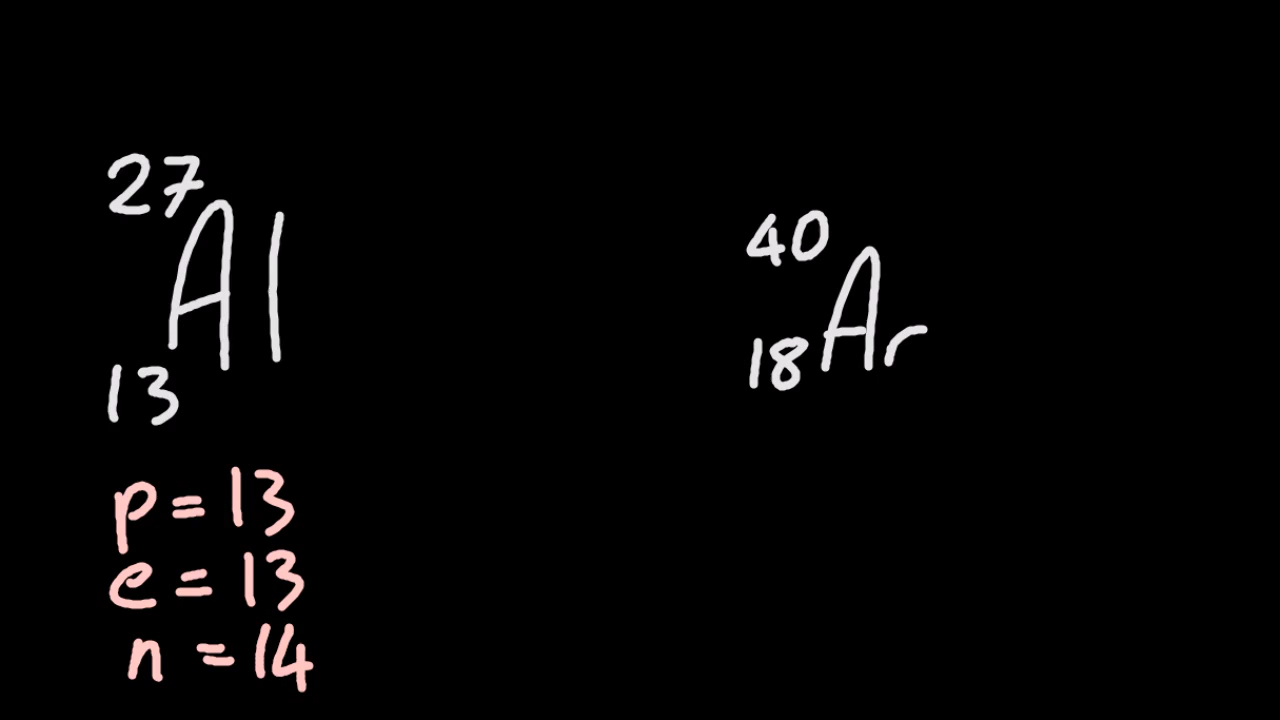 27
Al
13
p = 13
e = 13
n = 14
40
Ar
18